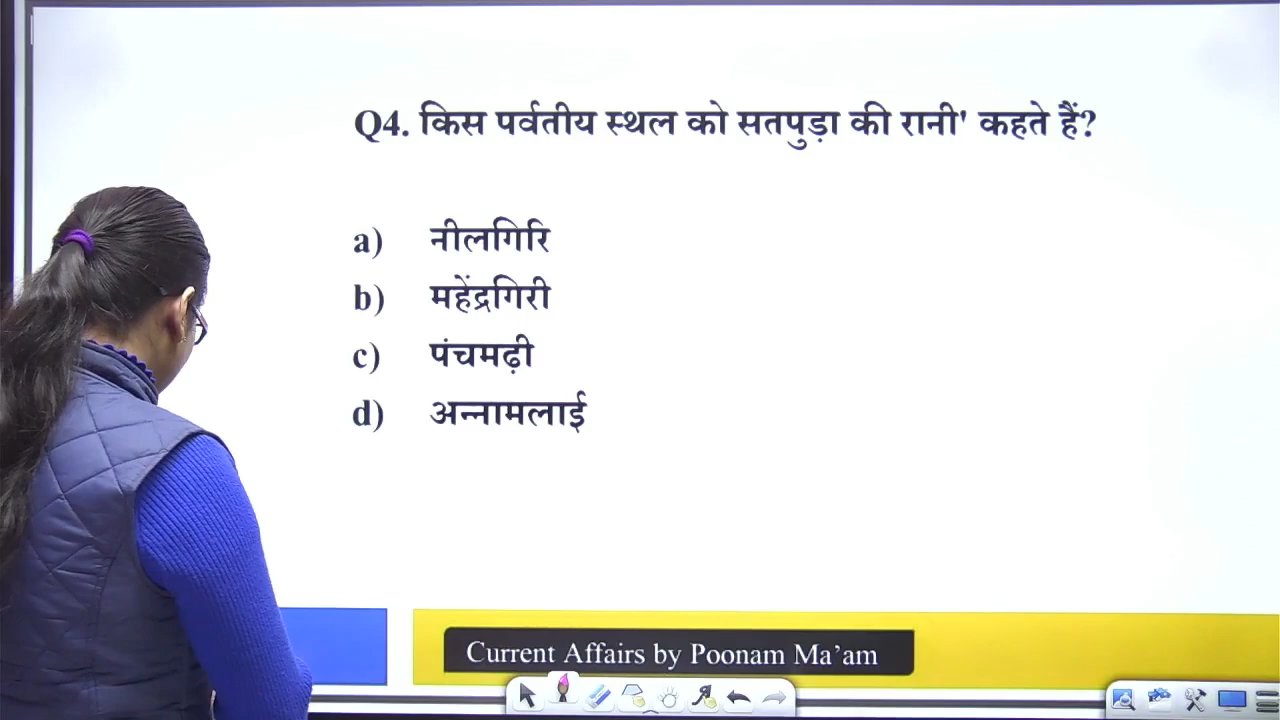 Q4. किस पर्वतीय स्थल को सतपुड़ा की रानी' कहते हैं?
a) नीलगिरि
b) महेंद्रगिरी
c) पंचमढ़ी
d) अन्नामलाई
Current Affairs by Poonam Ma'am